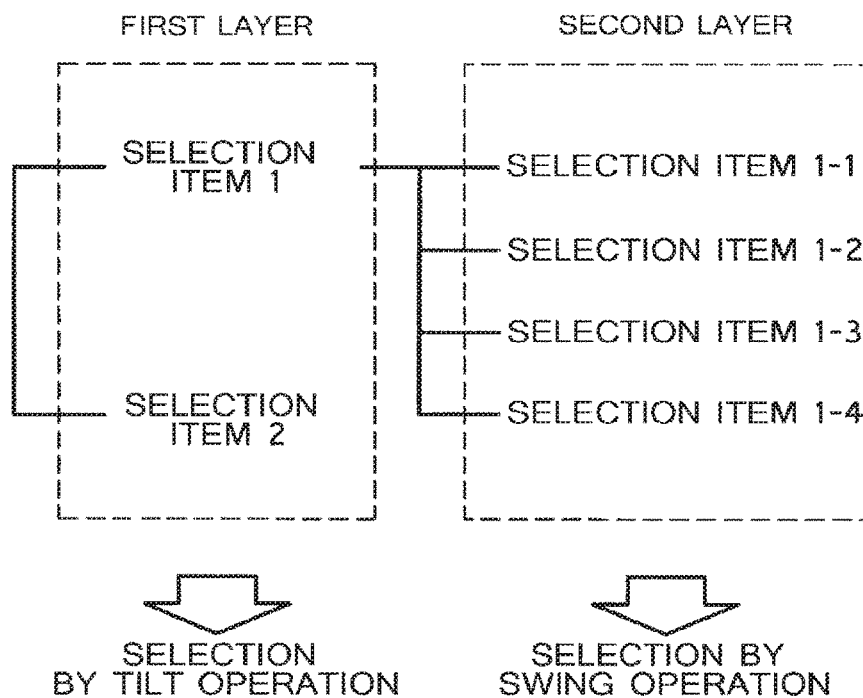 FIRST LAYER
SECOND LAYER
SELECTION
ITEM 1
SELECTION ITEM 1-1
SELECTION ITEM 1-2
SELECTION ITEM 1-3
SELECTION
ITEM 2
SELECTION ITEM 1-4
SELECTION
BY TILT OPERATION
SELECTION BY
SWING OPERATION